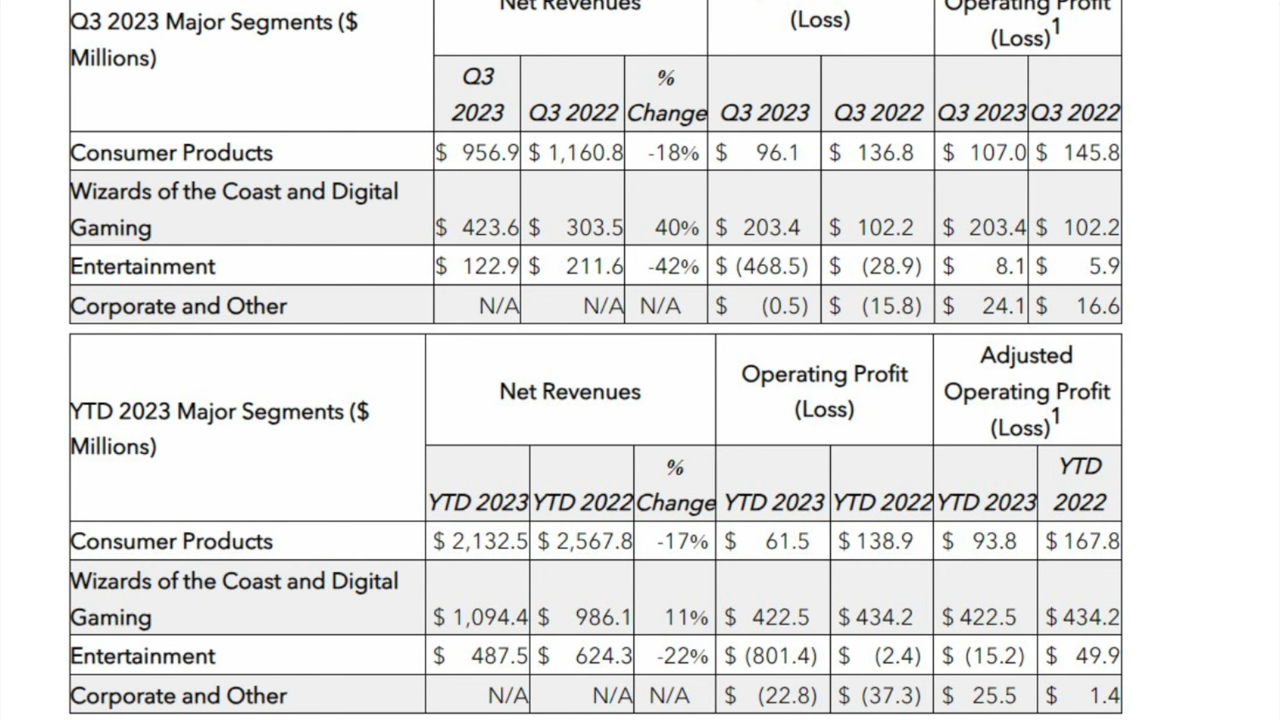 Net Revenues
Operating Profit
Q3 2023 Major Segments ($
(Loss)
Millions)
(Loss)1
Q3 % 
2023 Q3 2022 Change Q3 2023 Q3 2022 Q3 2023 Q3 2022
Consumer Products $ 956.9 $ 1,160.8 -18% $ 96.1 $ 136.8 $ 107.0 $ 145.8
Wizards of the Coast and Digital
Gaming $ 423.6 $ 303.5 40% $ 203.4 $ 102.2 $ 203.4 $ 102.2
Entertainment $ 122.9 $ 211.6 -42% $ (468.5) $ (28.9) $ 8.1 $ 5.9
Corporate and Other N/A N/A N/A $ (0.5) $ (15.8) $ 24.1 $ 16.6
YTD 2023 Major Segments ($
Millions)
Net Revenues
Operating Profit
(Loss)
Adjusted
Operating Profit
(Loss)1
% YTD
YTD 2023 YTD 2022 Change YTD 2023 YTD 2022 YTD 2023 2022
Consumer Products $ 2,132.5 $ 2,567.8 -17% $ 61.5 $ 138.9 $ 93.8 $ 167.8
Wizards of the Coast and Digital
Gaming $ 1,094.4 $ 986.1 11% $ 422.5 $ 434.2 $ 422.5 $ 434.2
Entertainment $ 487.5 $ 624.3 -22% $ (801.4) $ (2.4) $ (15.2) $ 49.9
Corporate and Other N/A N/A N/A $ (22.8) $ (37.3) $ 25.5 $ 1.4